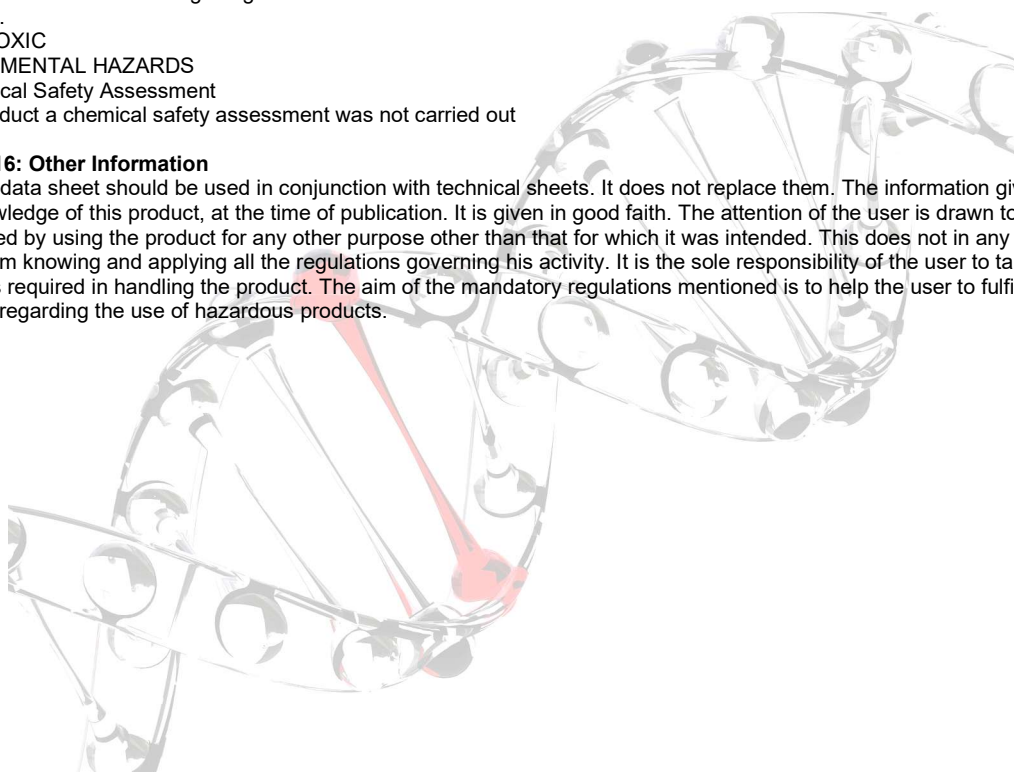 .
OXIC
MENTAL HAZARDS
cal Safety Assessment
duct a chemical safety assessment was not carried out
16: Other Information
data sheet should be used in conjunction with technical sheets. It does not replace them. The information giv
wledge of this product, at the time of publication. It is given in good faith. The attention of the user is drawn to
ed by using the product for any other purpose other than that for which it was intended. This does not in any
m knowing and applying all the regulations governing his activity. It is the sole responsibility of the user to ta
s required in handling the product. The aim of the mandatory regulations mentioned is to help the user to fulfi
regarding the use of hazardous products.